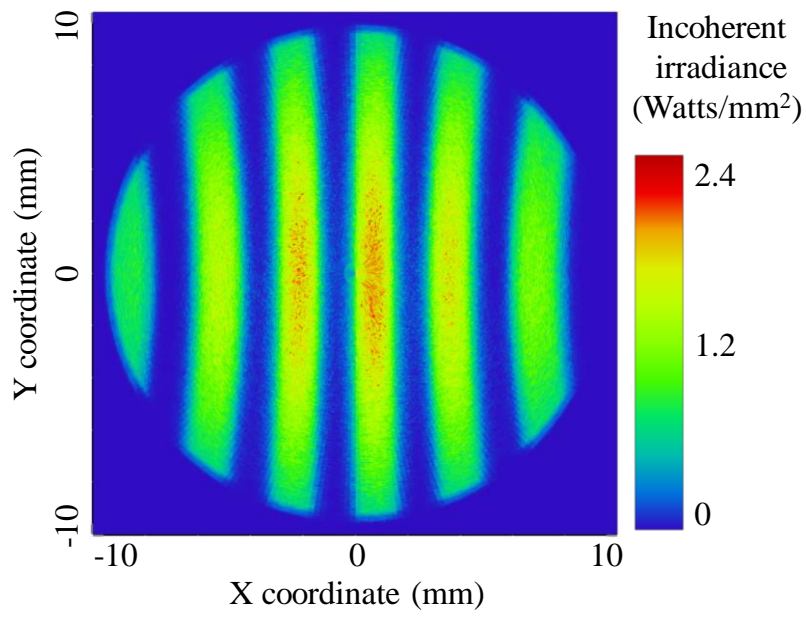 Incoherent
irradiance
(Watts/mm²)
2.4
1.2
0
Y coordinate (mm)
10
0
-10
-10 0 10
X coordinate (mm)